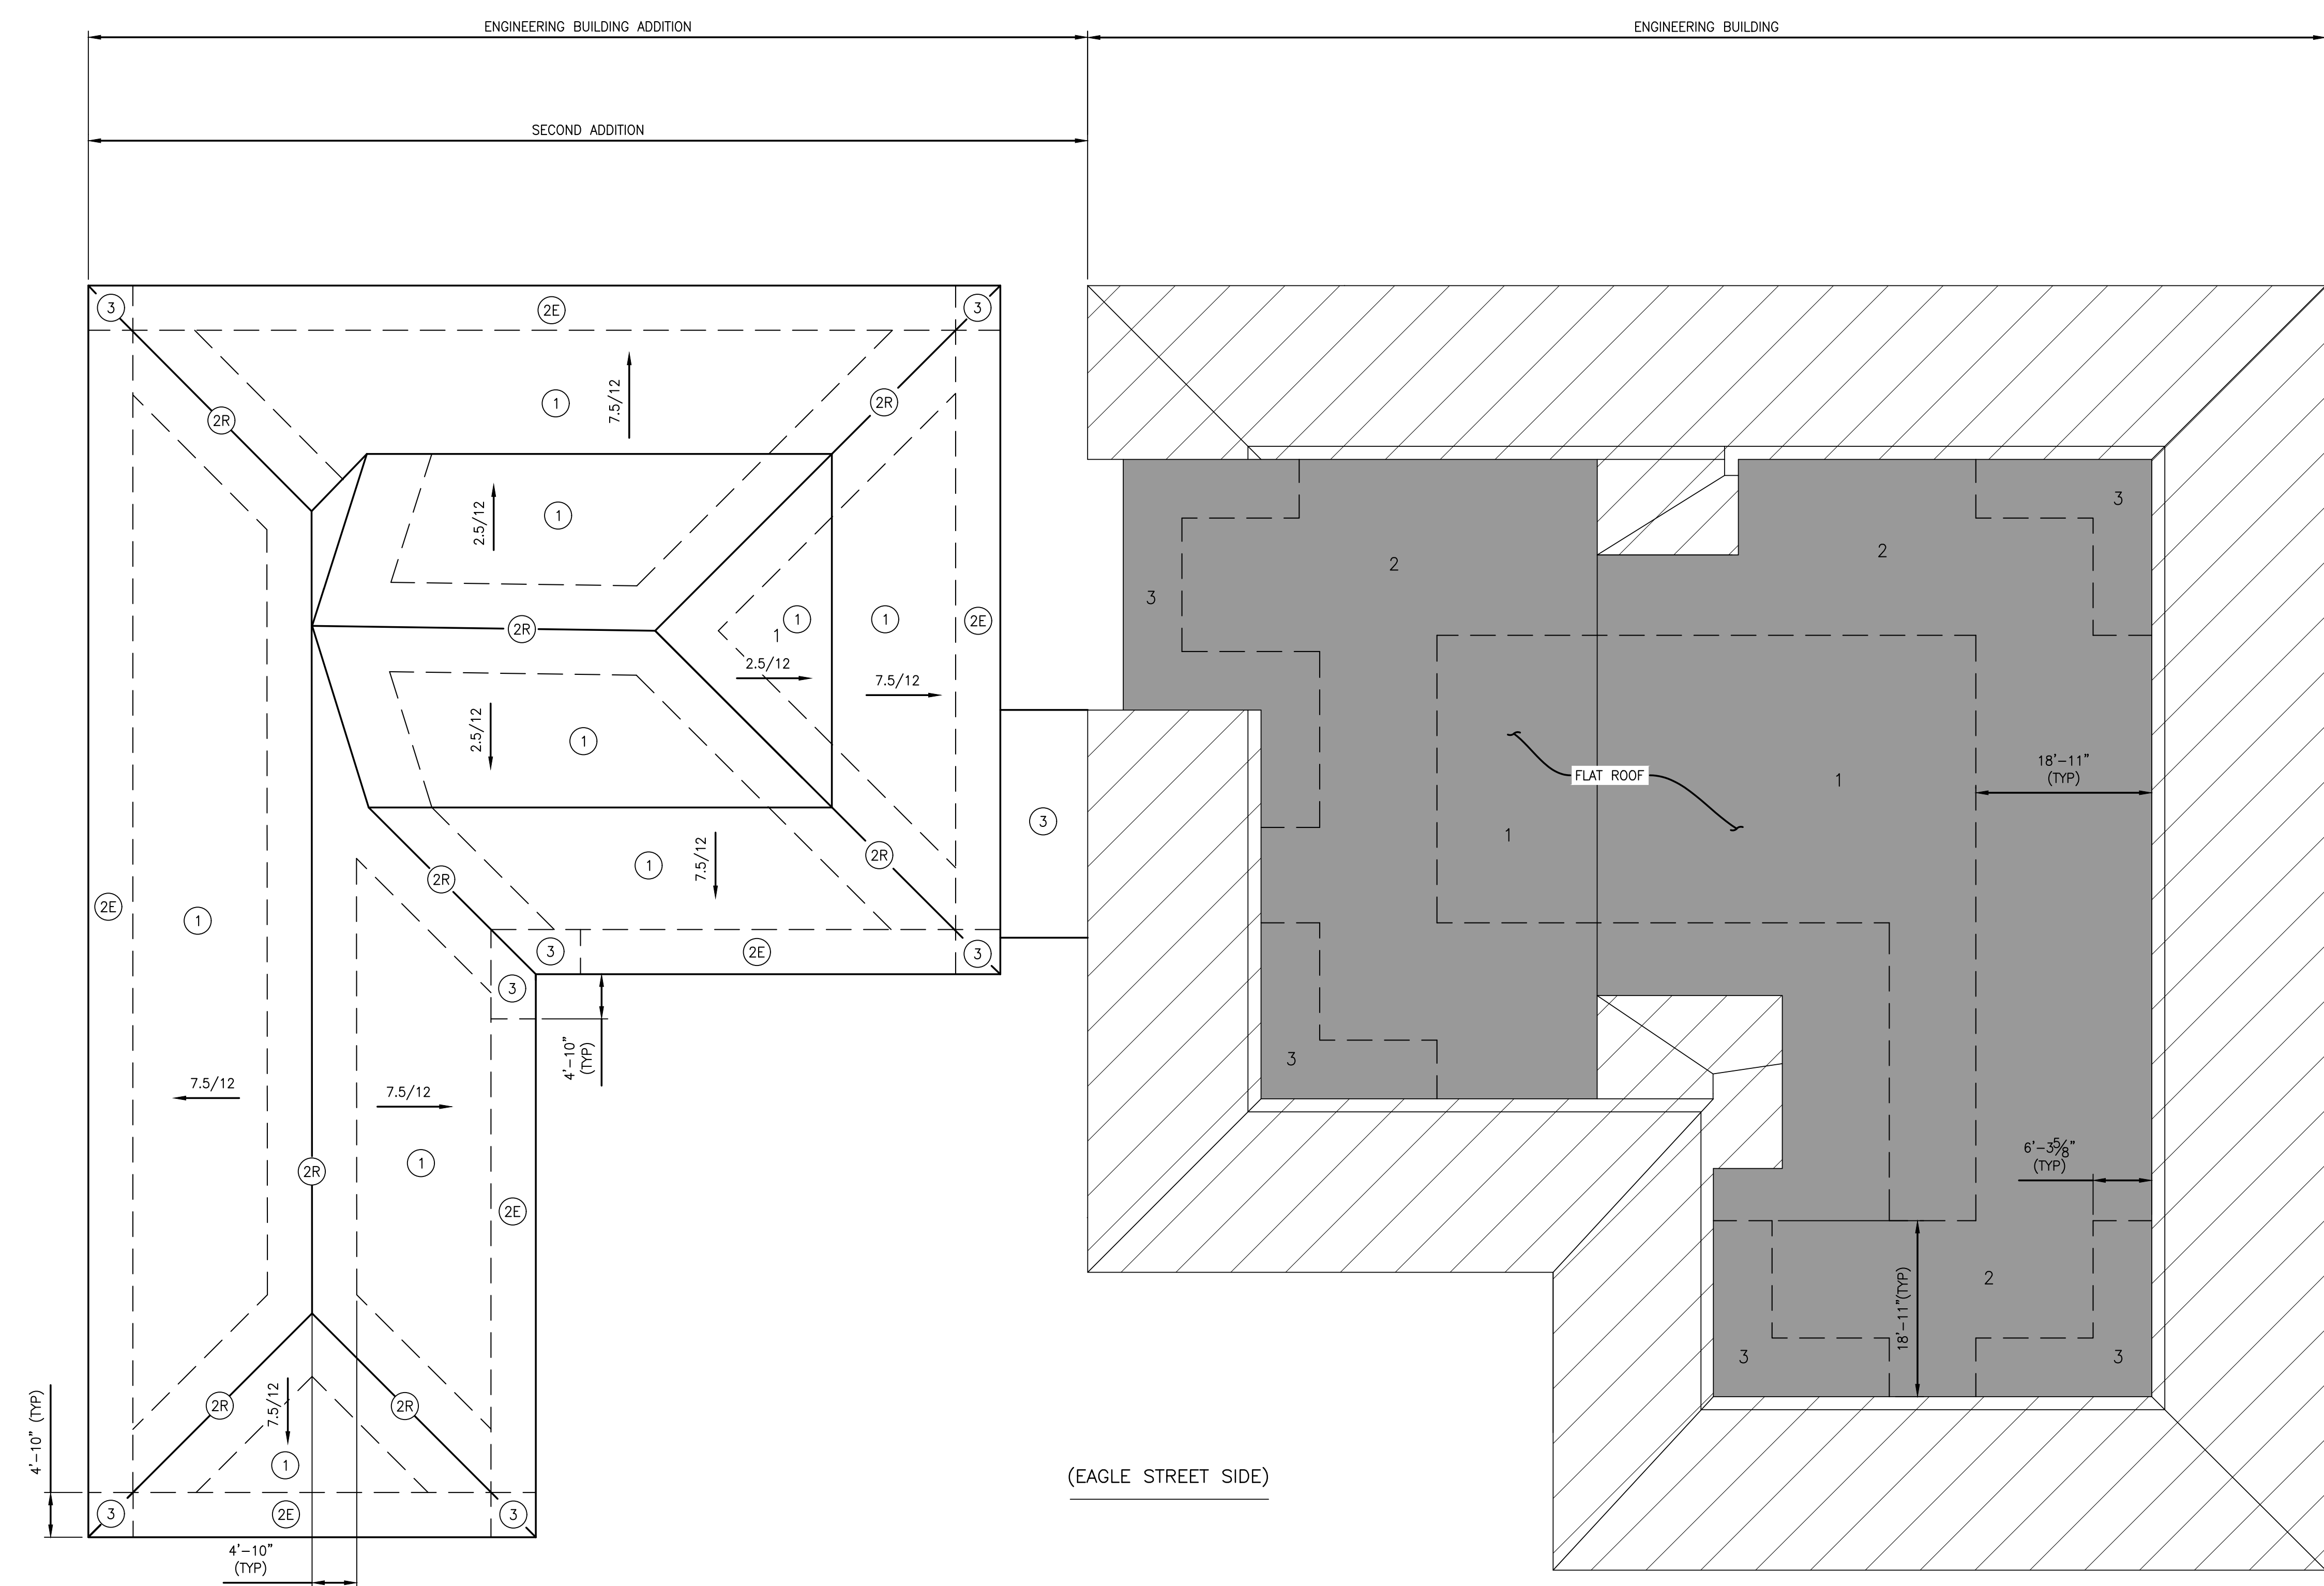 ENGINEERING BUILDING ADDITION
ENGINEERING BUILDING
SECOND ADDITION
3
2E
3
2R
1
7.5/12
2R
2.5/12
1
2R
1
1
1
2E
2.5/12
7.5/12
2.5/12
1
3
2E
1
2R
1
7.5/12
2R
3
2E
3
3
4'-10"
(TYP)
7.5/12
7.5/12
1
2R
2E
2R
7.5/12
2R
1
4'-10" (TYP)
3
2E
3
4'-10"
(TYP)
3
2
2
3
FLAT ROOF
1
1
18'-11"
(TYP)
3
6'-3⅝"
(TYP)
2
18'-11"(TYP)
3
3
(EAGLE STREET SIDE)